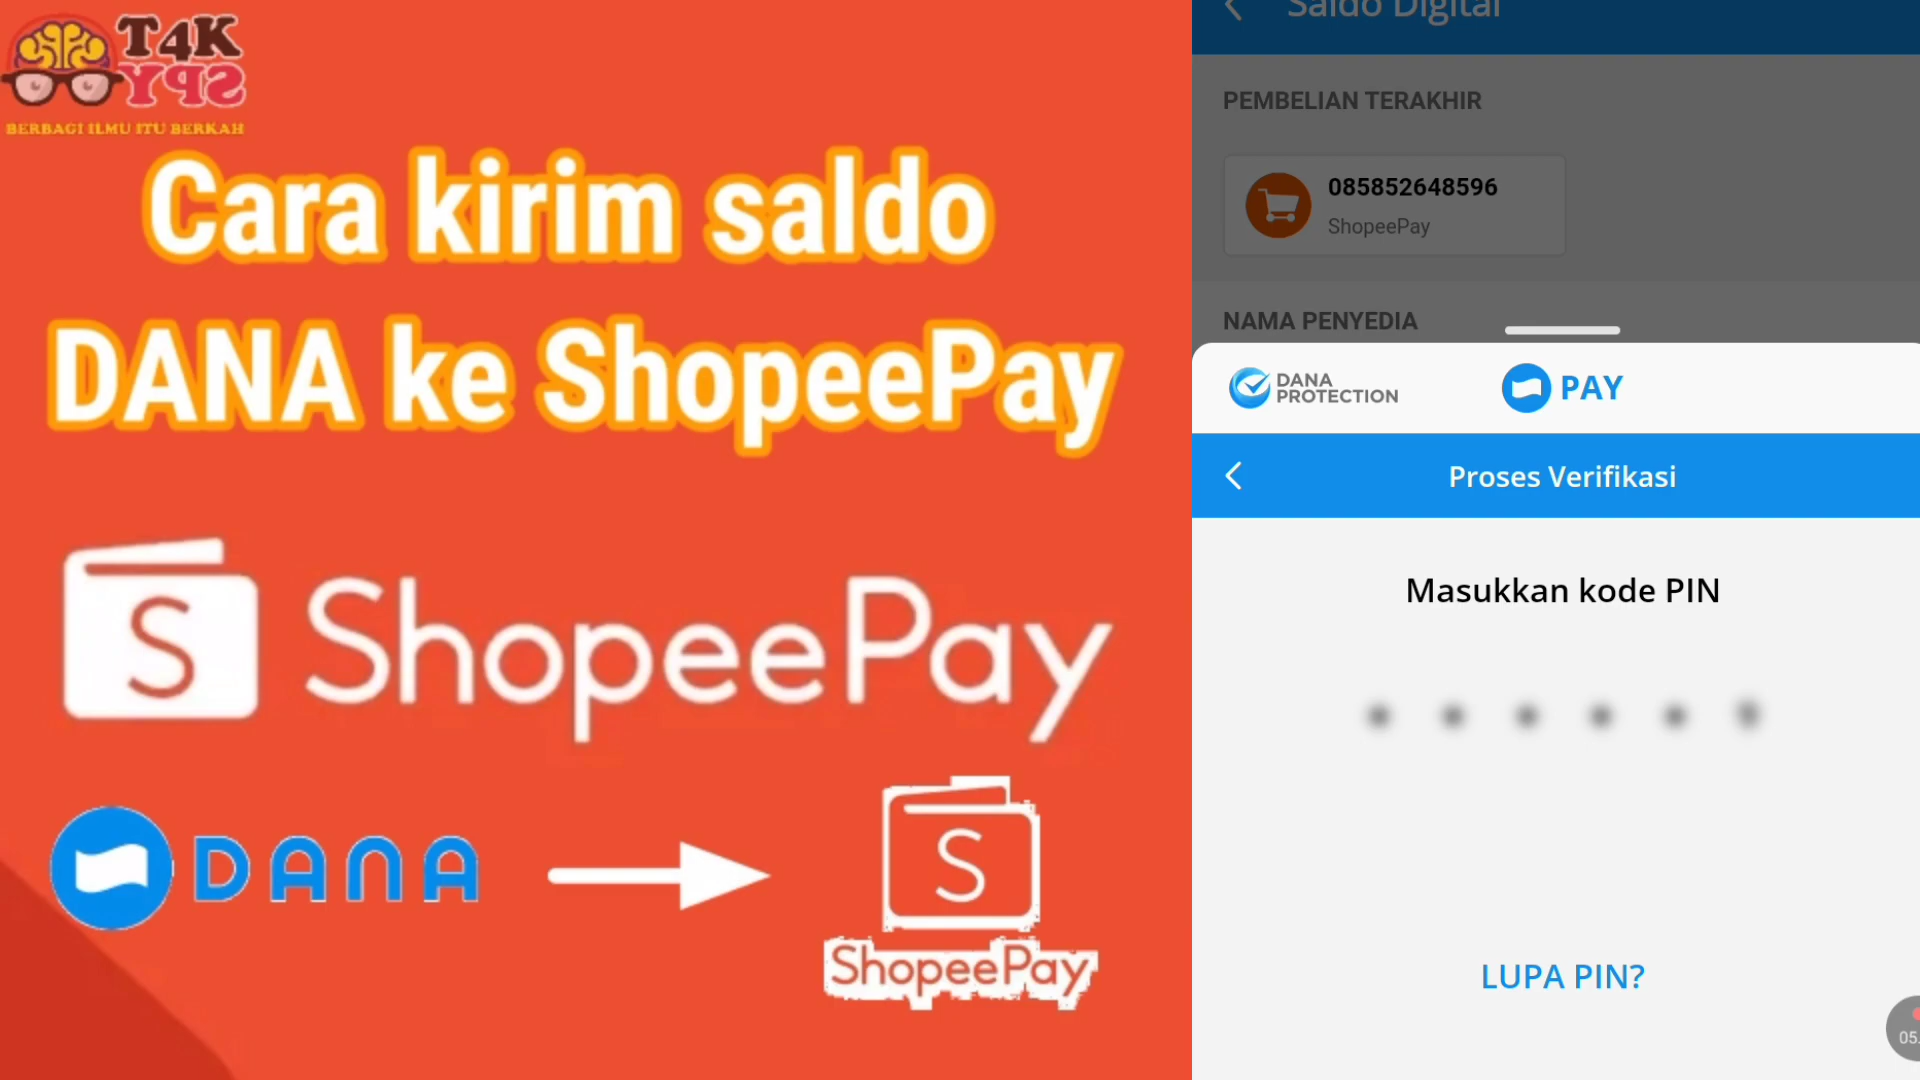 T4K
SPY
BERBAGI ILMU ITU BERKAH
Cara kirim saldo
DANA ke ShopeePay
S ShopeePay
DANA
S
ShopeePay
Saldo Digital
PEMBELIAN TERAKHIR
085852648596
ShopeePay
NAMA PENYEDIA
DANA
PROTECTION
PAY
Proses Verifikasi
Masukkan kode PIN
LUPA PIN?